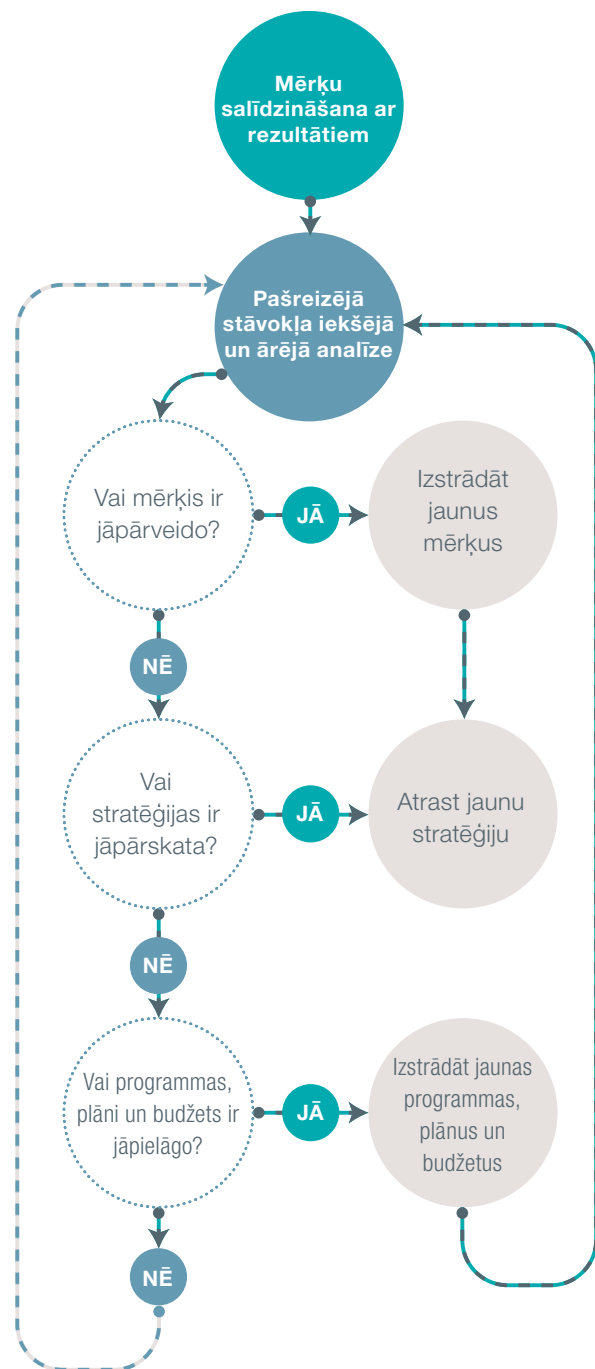 Mērķu
salīdzināšana ar
rezultātiem
Pašreizējā
stāvokļa iekšējā
un ārējā analīze
Vai mērķis ir
jāpārveido?
JĀ
Izstrādāt
jaunus
mērķus
NĒ
Vai
stratēģijas ir
jāpārskata?
JĀ
Atrast jaunu
stratēģiju
NĒ
Vai programmas,
plāni un budžets ir
jāpielāgo?
JĀ
Izstrādāt jaunas
programmas,
plānus un
budžetus
NĒ